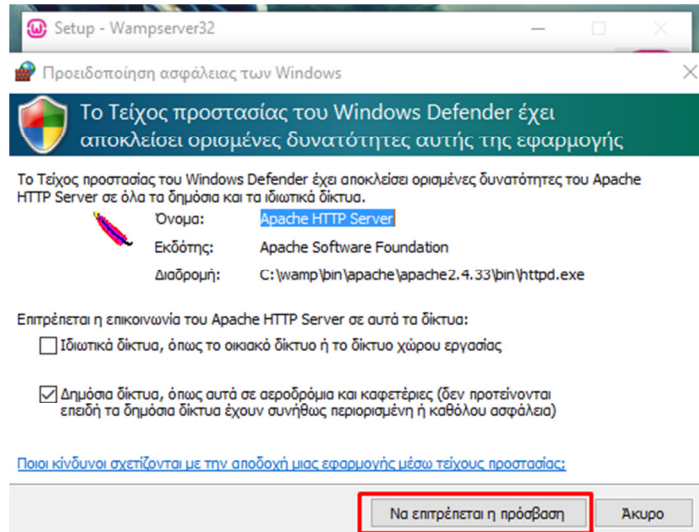 Setup - Wampserver32
Προειδοποίηση ασφάλειας των Windows
Το Τείχος προστασίας του Windows Defender έχει
αποκλείσει ορισμένες δυνατότητες αυτής της εφαρμογής
Το Τείχος προστασίας του Windows Defender έχει αποκλείσει ορισμένες δυνατότητες του Apache
HTTP Server σε όλα τα δημόσια και τα ιδιωτικά δίκτυα.
Όνομα: Apache HTTP Server
Εκδότης: Apache Software Foundation
Διαδρομή: C:\wamp\bin\apache\apache2.4.33\bin\httpd.exe
Επιτρέπεται η επικοινωνία του Apache HTTP Server σε αυτά τα δίκτυα:
Ιδιωτικά δίκτυα, όπως το οικιακό δίκτυο ή το δίκτυο χώρου εργασίας
Δημόσια δίκτυα, όπως αυτά σε αεροδρόμια και καφετέριες (δεν προτείνονται
επειδή τα δημόσια δίκτυα έχουν συνήθως περιορισμένη ή καθόλου ασφάλεια)
Ποιοι κίνδυνοι σχετίζονται με την αποδοχή μιας εφαρμογής μέσω τείχους προστασίας;
Να επιτρέπεται η πρόσβαση Άκυρο